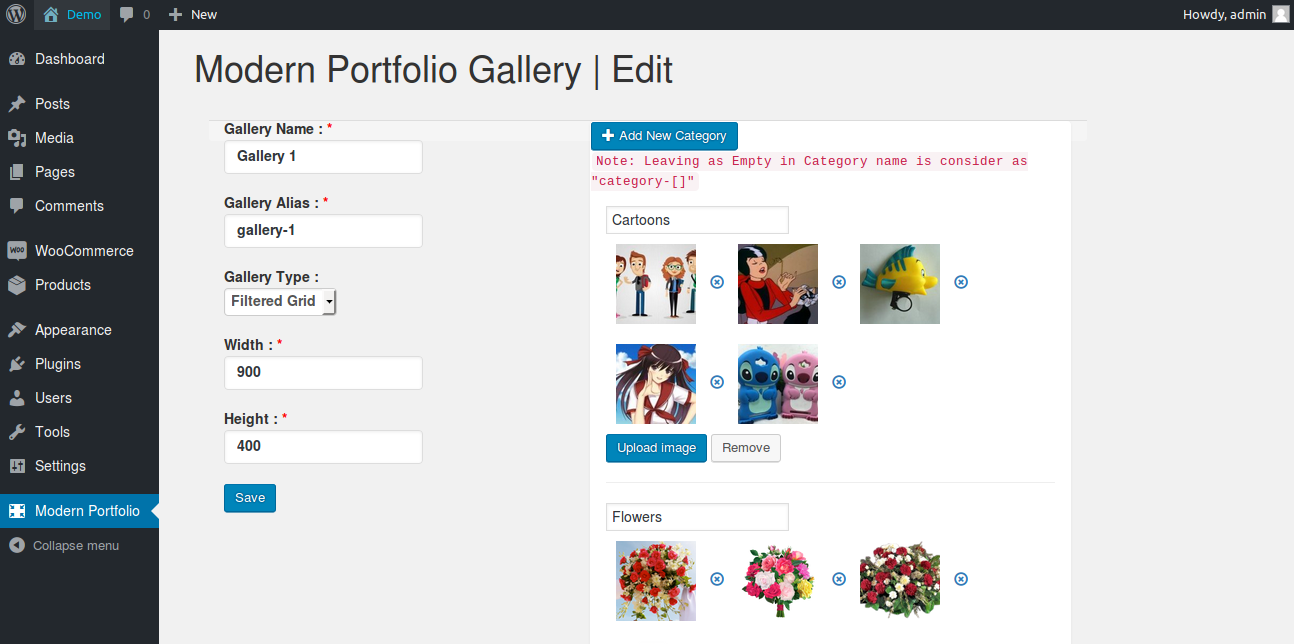 Demo 0 New Howdy, admin
Dashboard
Posts
Media
Pages
Comments
WOO WooCommerce
Products
Appearance
Plugins
Users
Tools
Settings
Modern Portfolio
Collapse menu
Modern Portfolio Gallery | Edit
Gallery Name : *
Gallery 1
Gallery Alias : *
gallery-1
Gallery Type :
Filtered Grid
Width : *
900
Height : *
400
Save
Add New Category
Note: Leaving as Empty in Category name is consider as
"category-[]"
Cartoons
Upload image Remove
Flowers